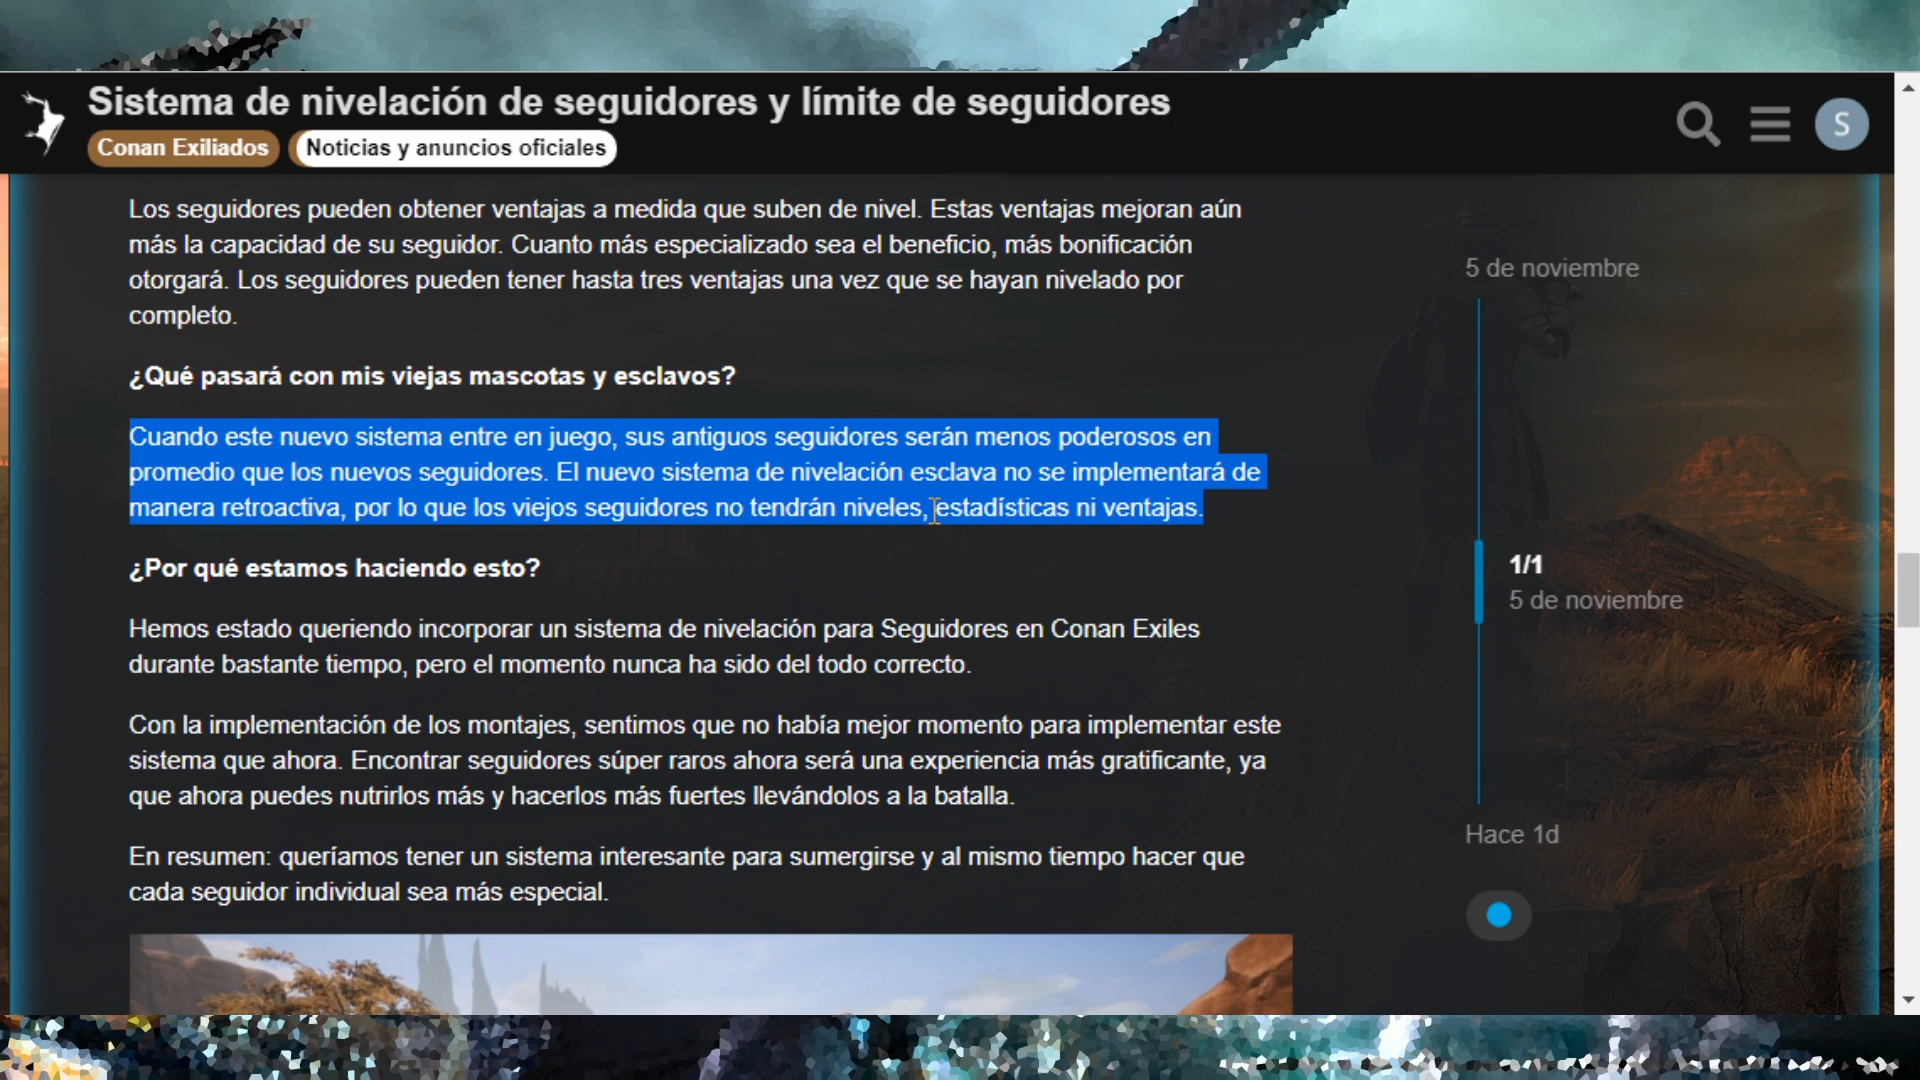 Sistema de nivelación de seguidores y límite de seguidores
Conan Exiliados Noticias y anuncios oficiales
S
Los seguidores pueden obtener ventajas a medida que suben de nivel. Estas ventajas mejoran aún
más la capacidad de su seguidor. Cuanto más especializado sea el beneficio, más bonificación
otorgará. Los seguidores pueden tener hasta tres ventajas una vez que se hayan nivelado por
completo.
¿Qué pasará con mis viejas mascotas y esclavos?
Cuando este nuevo sistema entre en juego, sus antiguos seguidores serán menos poderosos en
promedio que los nuevos seguidores. El nuevo sistema de nivelación esclava no se implementará de
manera retroactiva, por lo que los viejos seguidores no tendrán niveles, estadísticas ni ventajas.
¿Por qué estamos haciendo esto?
Hemos estado queriendo incorporar un sistema de nivelación para Seguidores en Conan Exiles
durante bastante tiempo, pero el momento nunca ha sido del todo correcto.
Con la implementación de los montajes, sentimos que no había mejor momento para implementar este
sistema que ahora. Encontrar seguidores súper raros ahora será una experiencia más gratificante, ya
que ahora puedes nutrirlos más y hacerlos más fuertes llevándolos a la batalla.
En resumen: queríamos tener un sistema interesante para sumergirse y al mismo tiempo hacer que
cada seguidor individual sea más especial.
5 de noviembre
1/1
5 de noviembre
Hace 1d